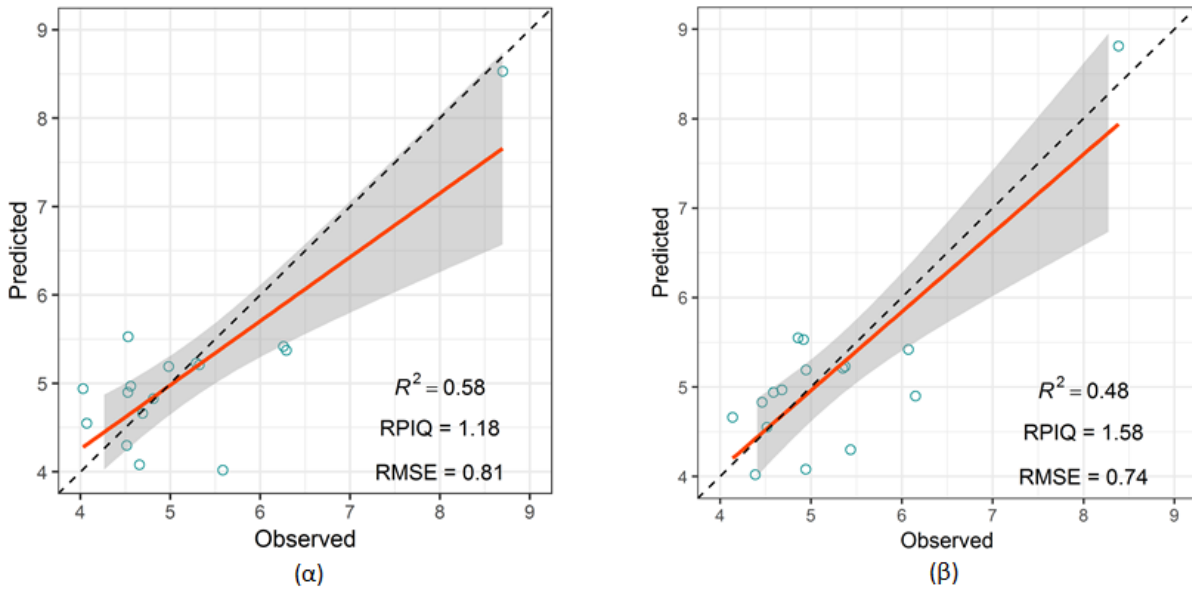 9
8
7
6
5
4
Predicted
R² = 0.58
RPIQ = 1.18
RMSE = 0.81
4 5 6 7 8 9
Observed
(α)
9
8
7
6
5
4
Predicted
R² = 0.48
RPIQ = 1.58
RMSE = 0.74
4 5 6 7 8 9
Observed
(β)